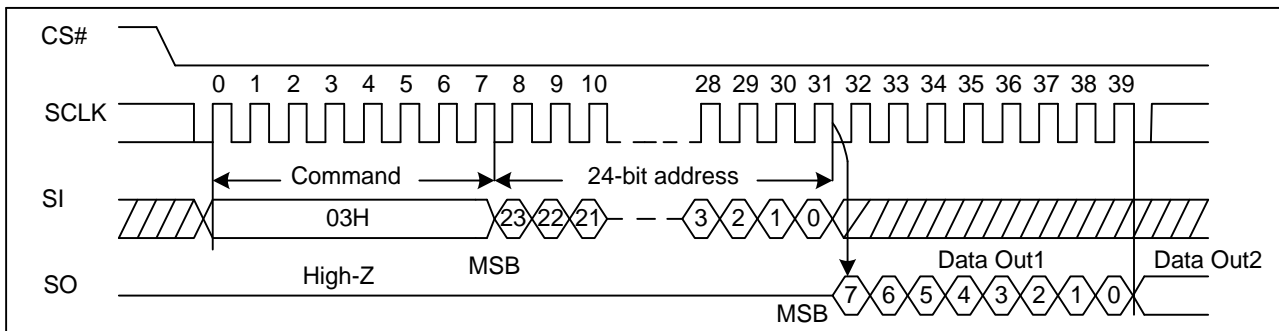 CS#
0 1 2 3 4 5 6 7 8 9 10 28 29 30 31 32 33 34 35 36 37 38 39
SCLK
Command 24-bit address
SI
03H 23 22 21 3 2 1 0
High-Z MSB Data Out1 Data Out2
SO
MSB 7 6 5 4 3 2 1 0